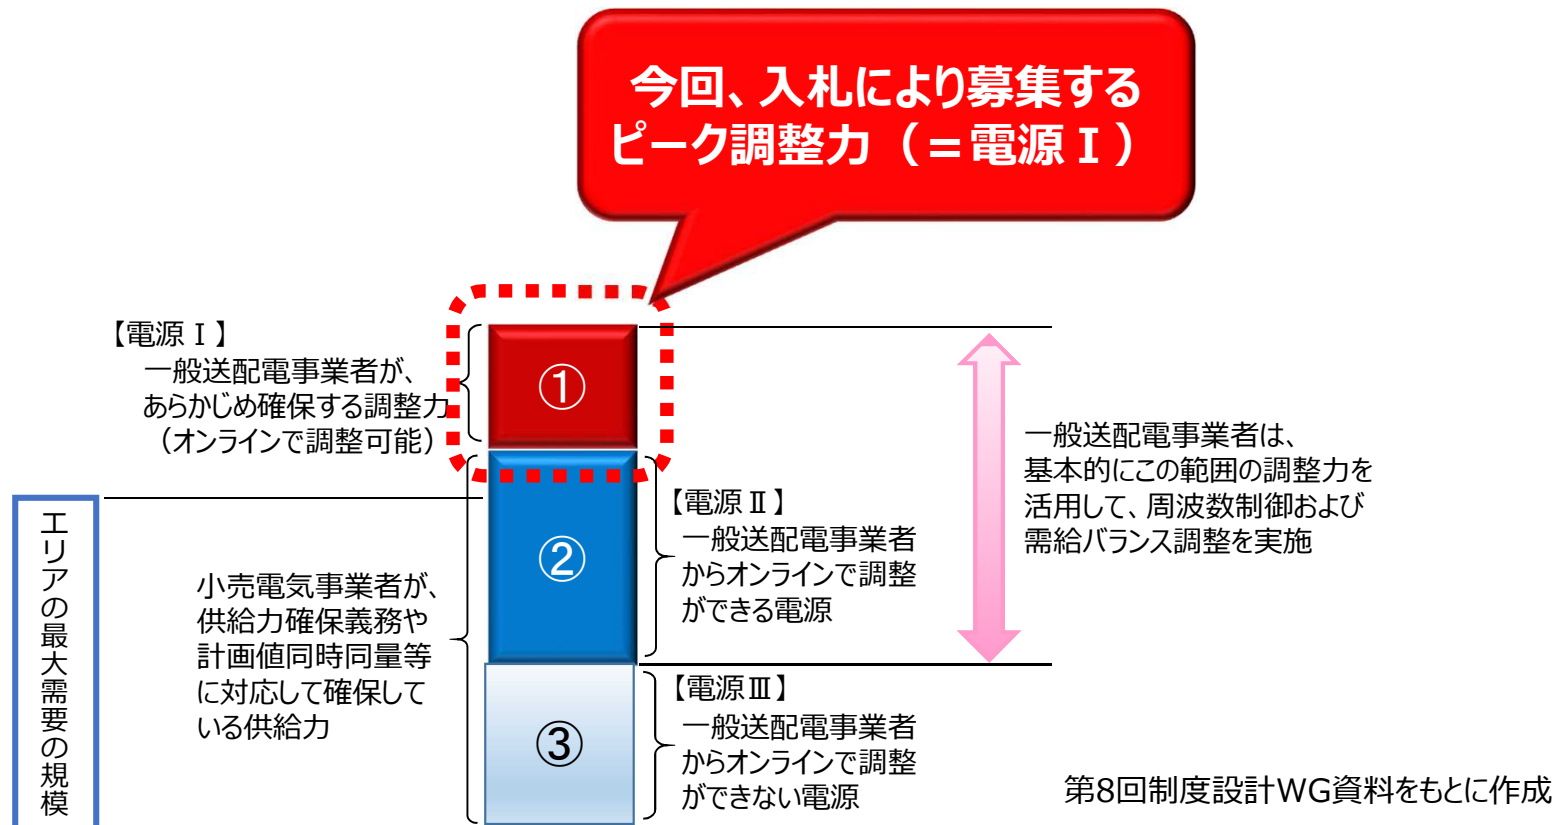 今回、入札により募集する
ピーク調整力（＝電源Ⅰ）
【電源Ⅰ】
一般送配電事業者が、
あらかじめ確保する調整力
（オンラインで調整可能）
①
一般送配電事業者は、
基本的にこの範囲の調整力を
活用して、周波数制御および
需給バランス調整を実施
エリアの最大需要の規模
小売電気事業者が、
供給力確保義務や
計画値同時同量等
に対応して確保して
いる供給力
②
【電源Ⅱ】
一般送配電事業者
からオンラインで調整
ができる電源
③
【電源Ⅲ】
一般送配電事業者
からオンラインで調整
ができない電源
第8回制度設計WG資料をもとに作成